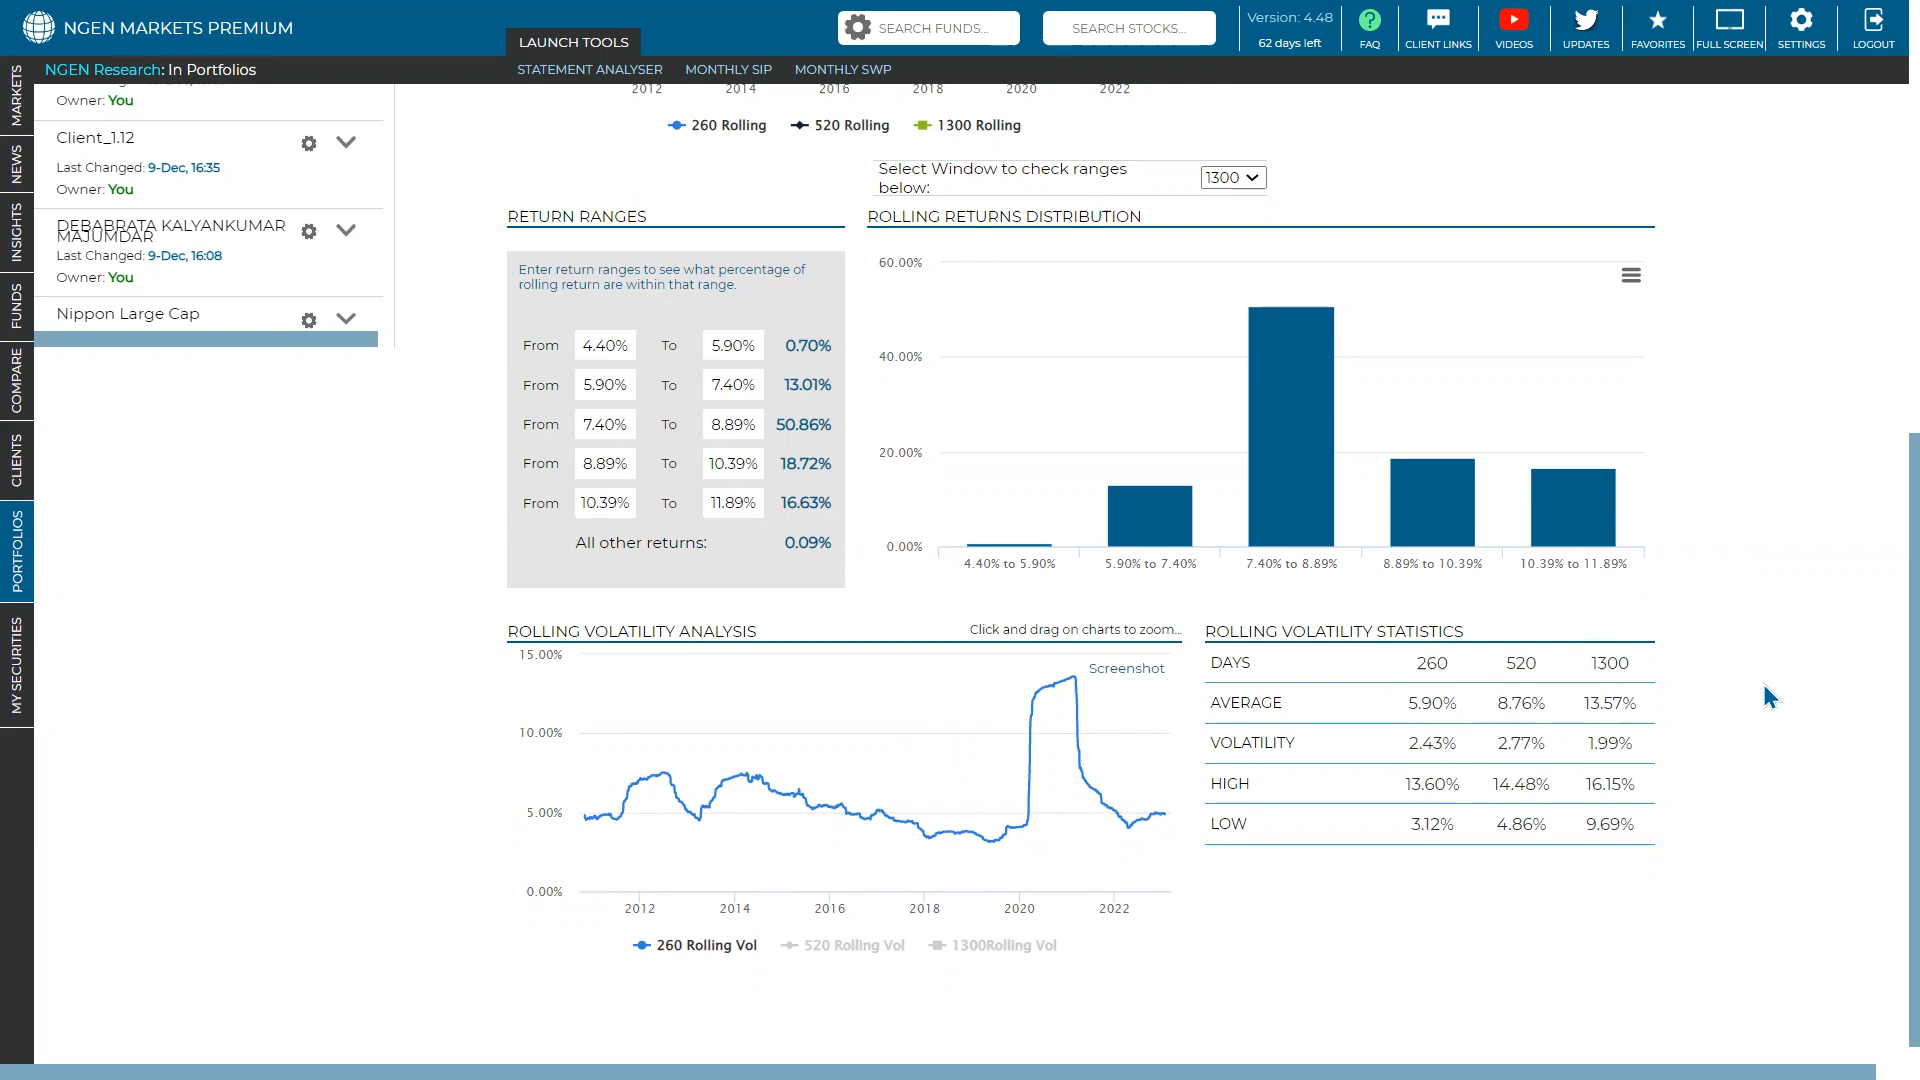 NGEN MARKETS PREMIUM
LAUNCH TOOLS
SEARCH FUNDS...
SEARCH STOCKS...
Version: 4.48
62 days left
FAQ
CLIENT LINKS
VIDEOS
UPDATES
FAVORITES
FULL SCREEN
SETTINGS
LOGOUT
NGEN Research: In Portfolios
STATEMENT ANALYSER MONTHLY SIP MONTHLY SWP
MARKETS
NEWS
INSIGHTS
FUNDS
COMPARE
CLIENTS
PORTFOLIOS
MY SECURITIES
Owner: You
Client_1.12
Last Changed: 9-Dec, 16:35
Owner: You
DEBABRATA KALYANKUMAR
MAJUMDAR
Last Changed: 9-Dec, 16:08
Owner: You
Nippon Large Cap
2012 2014 2016 2018 2020 2022
260 Rolling 520 Rolling 1300 Rolling
Select Window to check ranges
below:
1300
RETURN RANGES
Enter return ranges to see what percentage of
rolling return are within that range.
From 4.40% To 5.90% 0.70%
From 5.90% To 7.40% 13.01%
From 7.40% To 8.89% 50.86%
From 8.89% To 10.39% 18.72%
From 10.39% To 11.89% 16.63%
All other returns: 0.09%
ROLLING RETURNS DISTRIBUTION
60.00%
40.00%
20.00%
0.00%
4.40% to 5.90% 5.90% to 7.40% 7.40% to 8.89% 8.89% to 10.39% 10.39% to 11.89%
ROLLING VOLATILITY ANALYSIS
Click and drag on charts to zoom...
15.00%
Screenshot
10.00%
5.00%
0.00%
2012 2014 2016 2018 2020 2022
260 Rolling Vol 520 Rolling Vol 1300Rolling Vol
ROLLING VOLATILITY STATISTICS
DAYS 260 520 1300
AVERAGE 5.90% 8.76% 13.57%
VOLATILITY 2.43% 2.77% 1.99%
HIGH 13.60% 14.48% 16.15%
LOW 3.12% 4.86% 9.69%